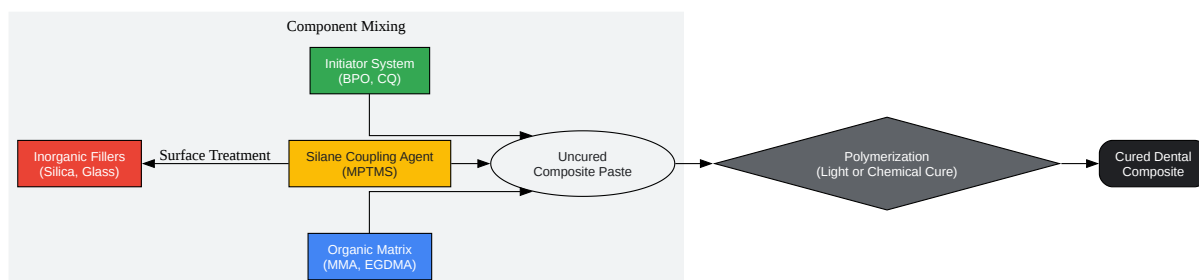 Component Mixing
Initiator System
(BPO, CQ)
Inorganic Fillers
(Silica, Glass)
Surface Treatment
Silane Coupling Agent
(MPTMS)
Uncured
Composite Paste
Polymerization
(Light or Chemical Cure)
Cured Dental
Composite
Organic Matrix
(MMA, EGDMA)